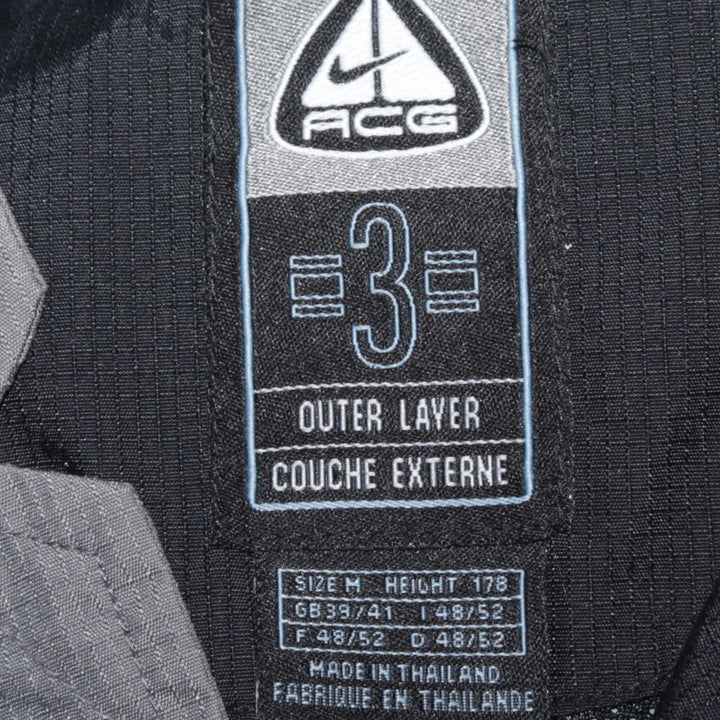 ACG
3
OUTER LAYER
COUCHE EXTERNE
SIZE M HEIGHT 178
GB 39/41 I 48/52
F 48/52 D 48/52
MADE IN THAILAND
FABRIQUE EN THAILANDE